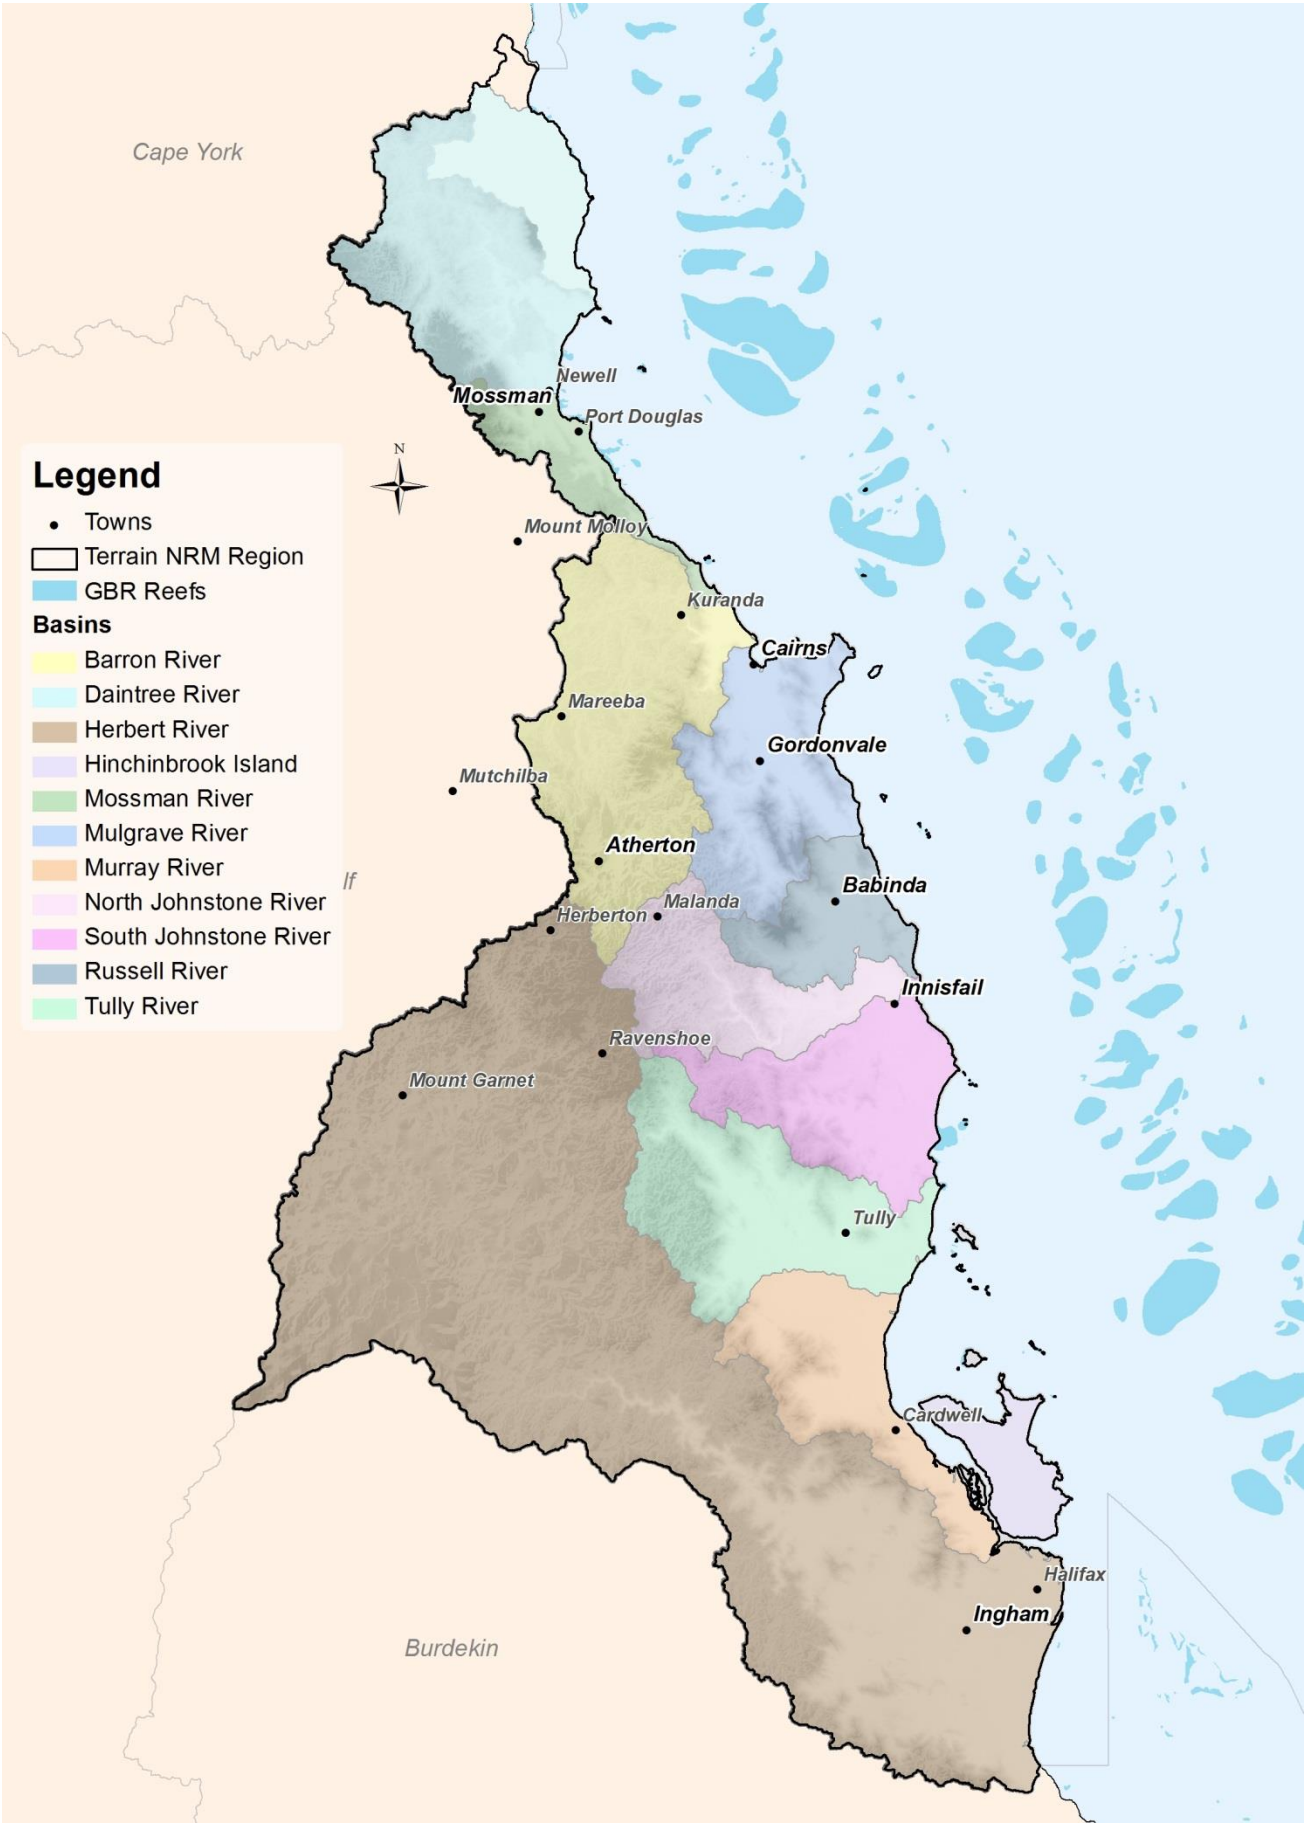 Cape York
Newell
Mossman
Port Douglas
Legend
N
Towns
Mount Molloy
Terrain NRM Region
GBR Reefs
Kuranda
Basins
Barron River
Cairns
Daintree River
Mareeba
Herbert River
Gordonvale
Hinchinbrook Island
Mutchilba
Mossman River
Mulgrave River
Atherton
Murray River
lf
Babinda
North Johnstone River
Malanda
Herberton
South Johnstone River
Russell River
Innisfail
Tully River
Ravenshoe
Mount Garnet
Tully
Cardwell
Halifax
Ingham
Burdekin